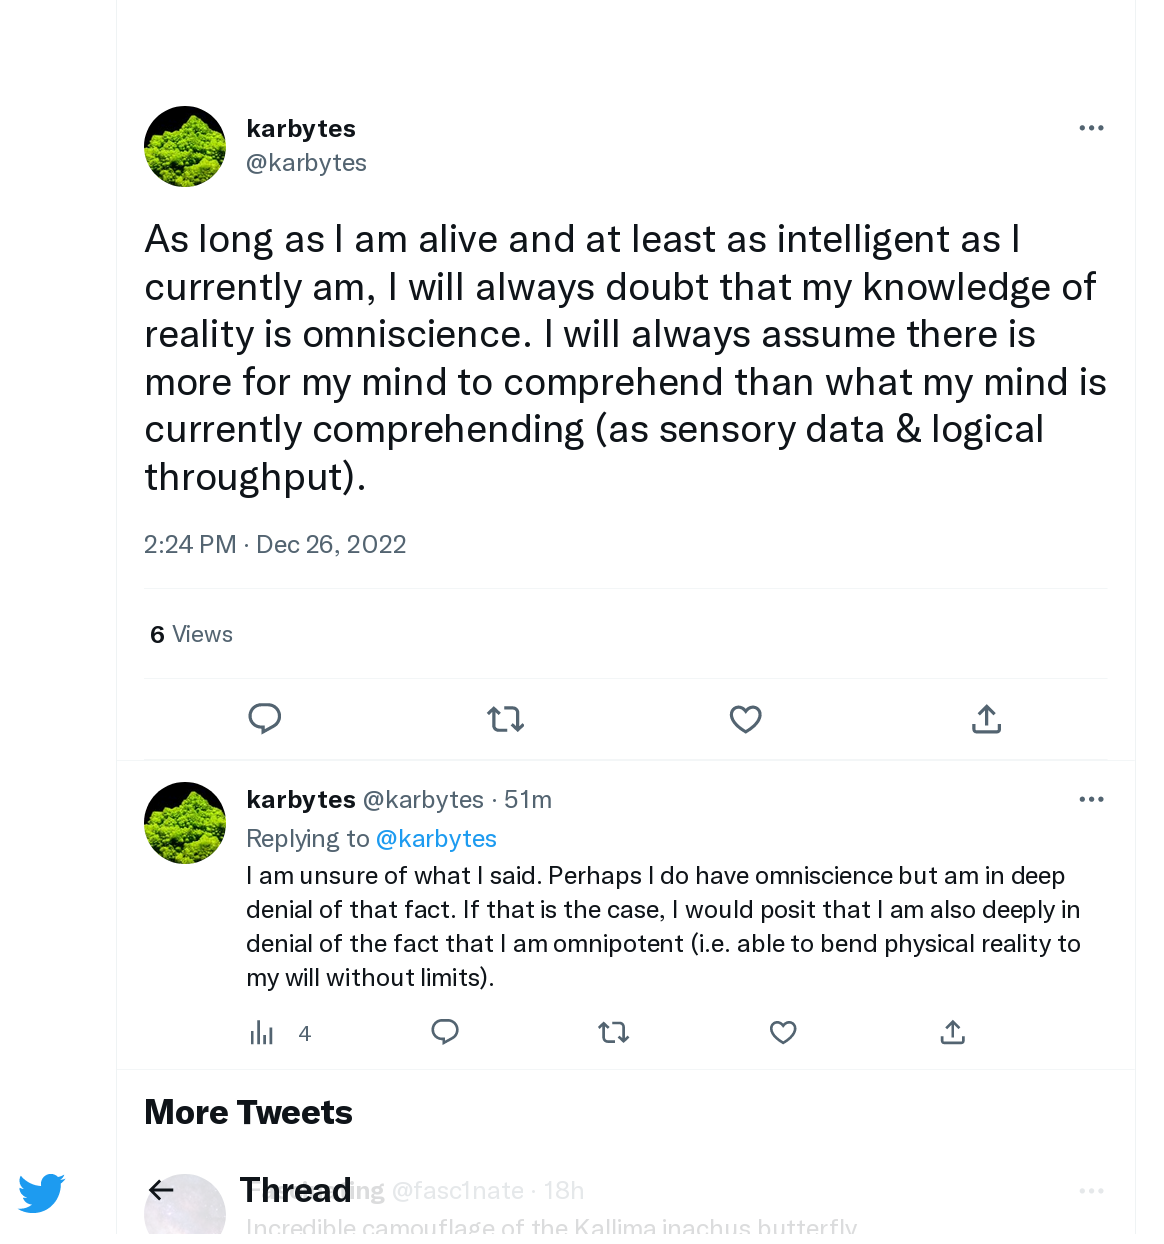 karbytes
@karbytes
As long as I am alive and at least as intelligent as I
currently am, I will always doubt that my knowledge of
reality is omniscience. I will always assume there is
more for my mind to comprehend than what my mind is
currently comprehending (as sensory data & logical
throughput).
2:24 PM · Dec 26, 2022
6 Views
karbytes @karbytes · 51m
Replying to @karbytes
I am unsure of what I said. Perhaps I do have omniscience but am in deep
denial of that fact. If that is the case, I would posit that I am also deeply in
denial of the fact that I am omnipotent (i.e. able to bend physical reality to
my will without limits).
4
More Tweets
Thread
@fasc1nate · 18h
Incredible camouflage of the Kallima inachus butterfly